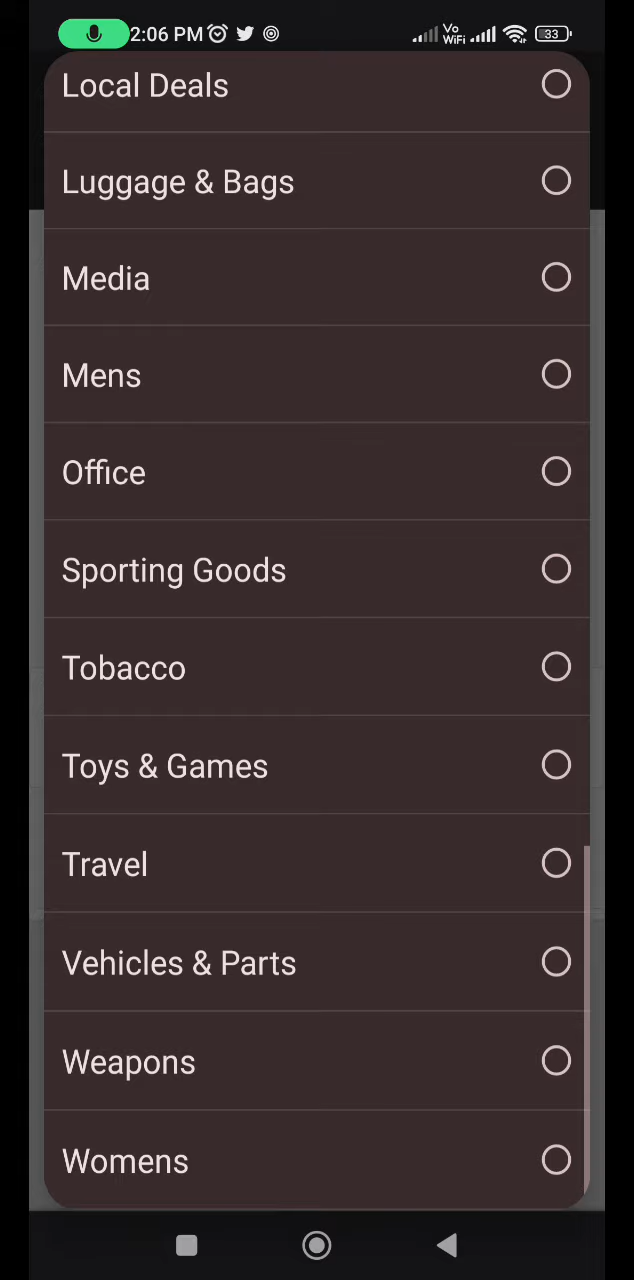 2:06 PM
Vo
WiFi
33
Local Deals
Luggage & Bags
Media
Mens
Office
Sporting Goods
Tobacco
Toys & Games
Travel
Vehicles & Parts
Weapons
Womens